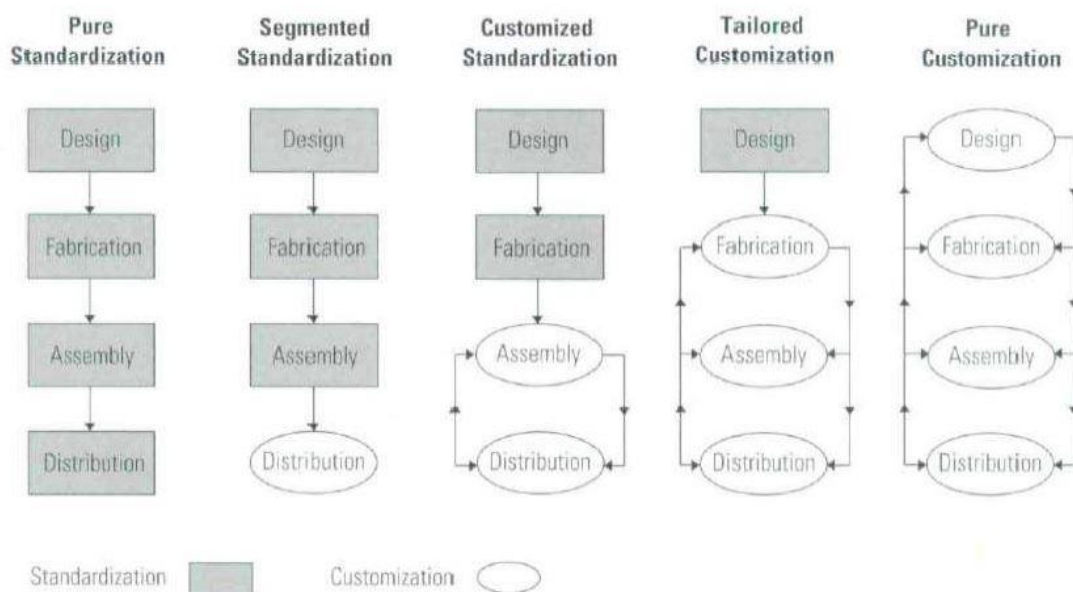 Pure
Standardization
Segmented
Standardization
Customized
Standardization
Tailored
Customization
Pure
Customization
Design
Design
Design
Design
Design
Fabrication
Fabrication
Fabrication
Fabrication
Fabrication
Assembly
Assembly
Assembly
Assembly
Assembly
Distribution
Distribution
Distribution
Distribution
Distribution
Standardization
Customization